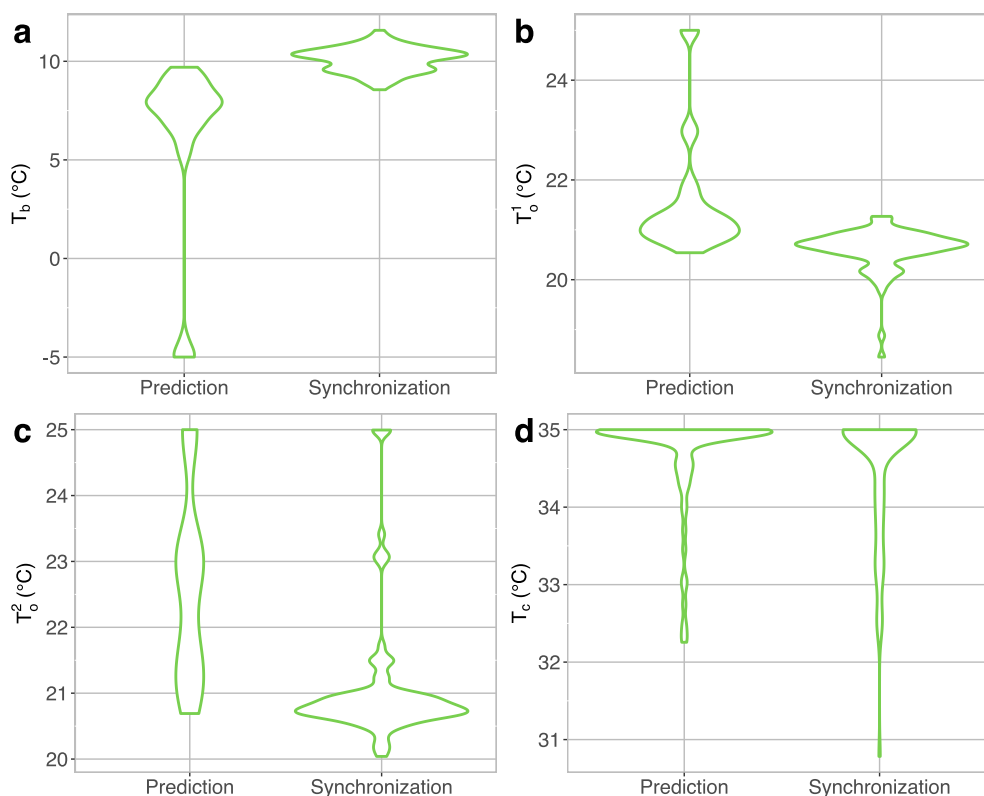 a
T_b (°C)
10
5
0
-5
Prediction Synchronization
b
T_o^1 (°C)
24
22
20
Prediction Synchronization
c
T_o^2 (°C)
25
24
23
22
21
20
Prediction Synchronization
d
T_c (°C)
35
34
33
32
31
Prediction Synchronization